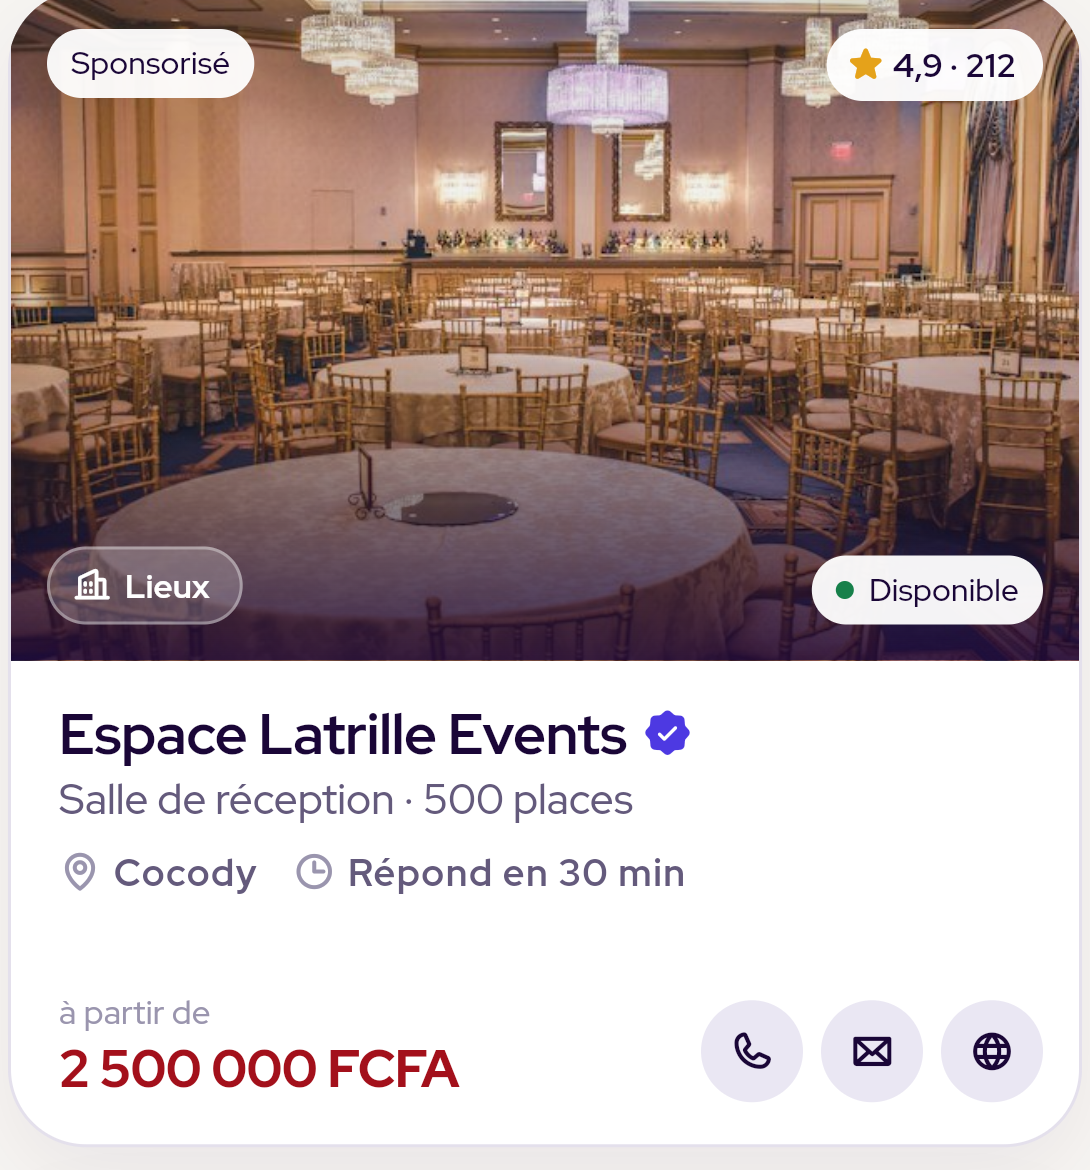 Sponsorisé
4,9 · 212
Lieux
Disponible
Espace Latrille Events
Salle de réception · 500 places
Cocody
Répond en 30 min
à partir de
2 500 000 FCFA